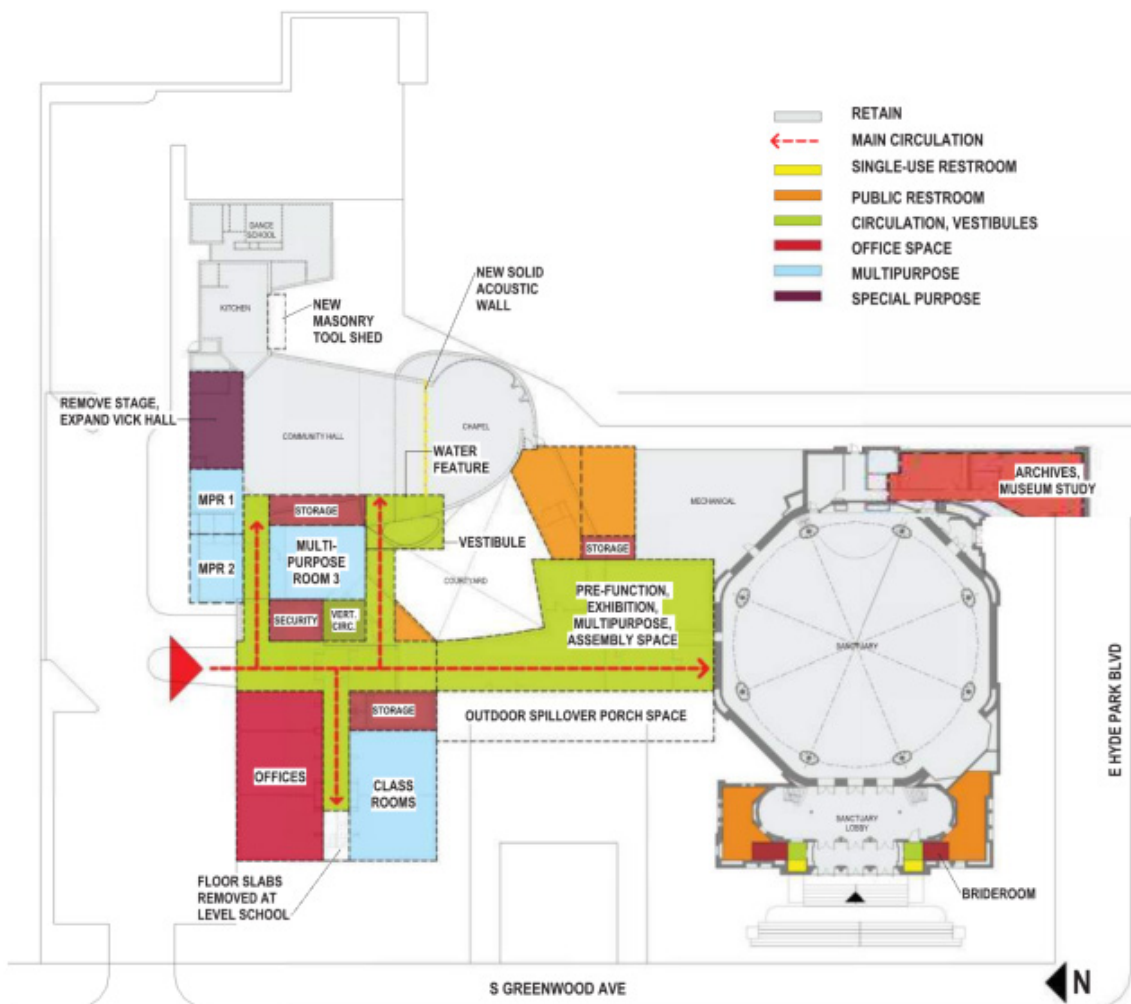 RETAIN
MAIN CIRCULATION
SINGLE-USE RESTROOM
PUBLIC RESTROOM
CIRCULATION, VESTIBULES
OFFICE SPACE
MULTIPURPOSE
SPECIAL PURPOSE
DANCE
SCHOOL
KITCHEN
NEW
MASONRY
TOOL SHED
NEW SOLID
ACOUSTIC
WALL
REMOVE STAGE,
EXPAND VICK HALL
COMMUNITY HALL
CHAPEL
WATER
FEATURE
MPR 1
MPR 2
STORAGE
MULTI-
PURPOSE
ROOM 3
VESTIBULE
SECURITY
VERT.
CIRC.
COURTYARD
MECHANICAL
STORAGE
ARCHIVES,
MUSEUM STUDY
PRE-FUNCTION,
EXHIBITION,
MULTIPURPOSE,
ASSEMBLY SPACE
SANCTUARY
E HYDE PARK BLVD
STORAGE
OUTDOOR SPILLOVER PORCH SPACE
OFFICES
CLASS
ROOMS
SANCTUARY
LOBBY
FLOOR SLABS
REMOVED AT
LEVEL SCHOOL
BRIDEROOM
S GREENWOOD AVE
N